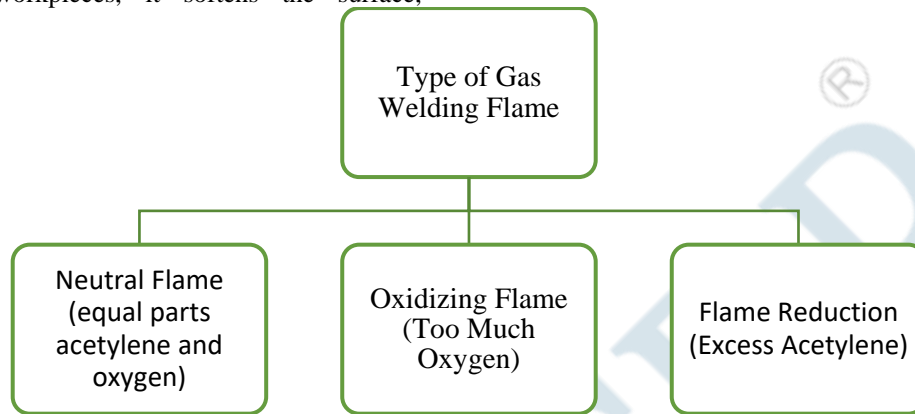 workpieces, it softens the surface,
Type of Gas
Welding Flame
®
Neutral Flame
(equal parts
acetylene and
oxygen)
Oxidizing Flame
(Too Much
Oxygen)
Flame Reduction
(Excess Acetylene)